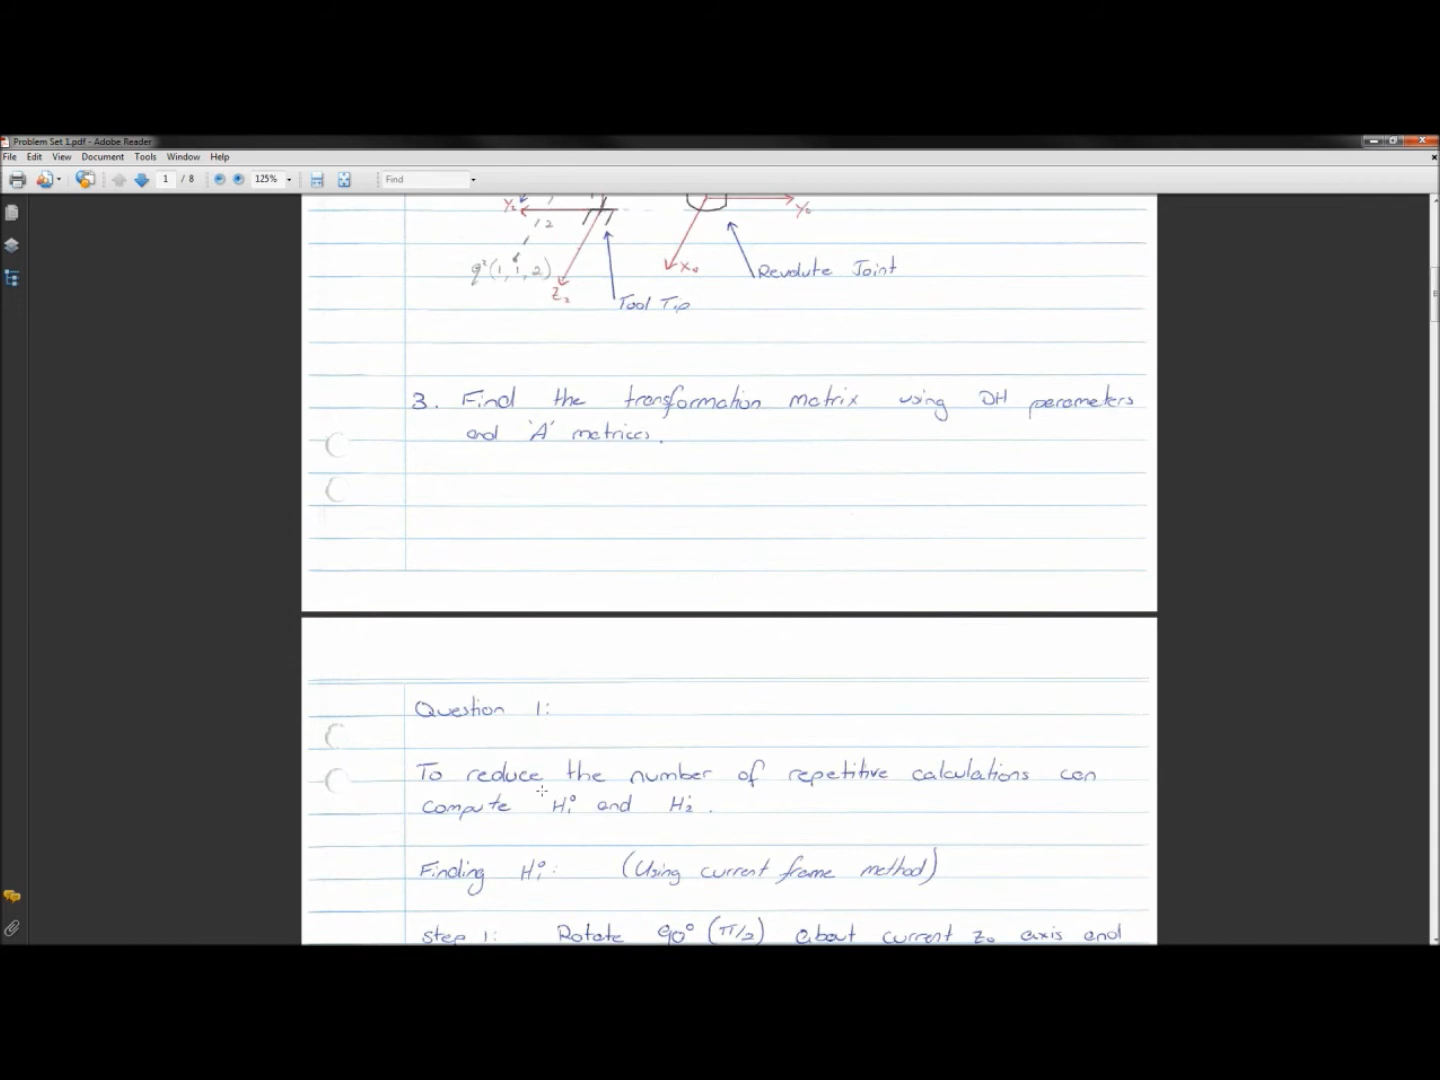 Problem Set 1.pdf - Adobe Reader
File Edit View Document Tools Window Help
1 / 8 125% Find
Y₂ Y₀
2
q²(1, 1, 2) X₀ Revolute Joint
Z₂ Tool Tip
3. Find the transformation matrix using DH parameters
and 'A' matrices.
Question 1:
To reduce the number of repetitive calculations can
compute H₁⁰ and H₂¹.
Finding H₁⁰: (Using current frame method)
step 1: Rotate 90° (π/2) about current z₀ axis and